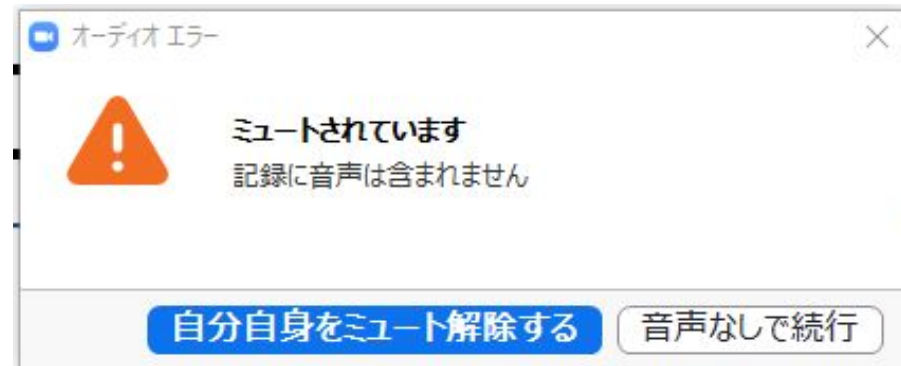 オーディオ エラー
ミュートされています
記録に音声は含まれません
自分自身をミュート解除する
音声なしで続行